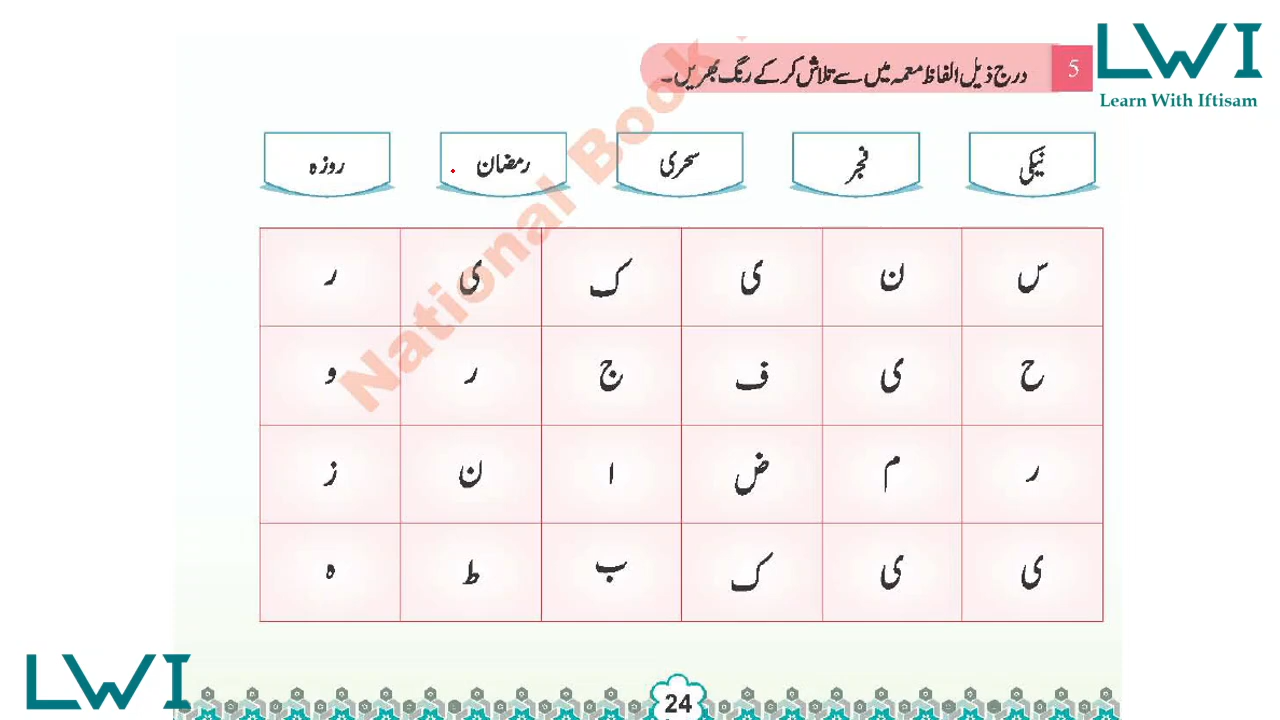 LWI
Learn With Iftisam
5 درج ذیل الفاظ معمہ میں سے تلاش کر کے رنگ بھریں۔
نیکی فجر سحری رمضان روزہ
س ن ی ک ی ر
ح ی ف ج ر و
ر م ض ا ن ز
ی ی ک ب ط ہ
National Book
LWI
24